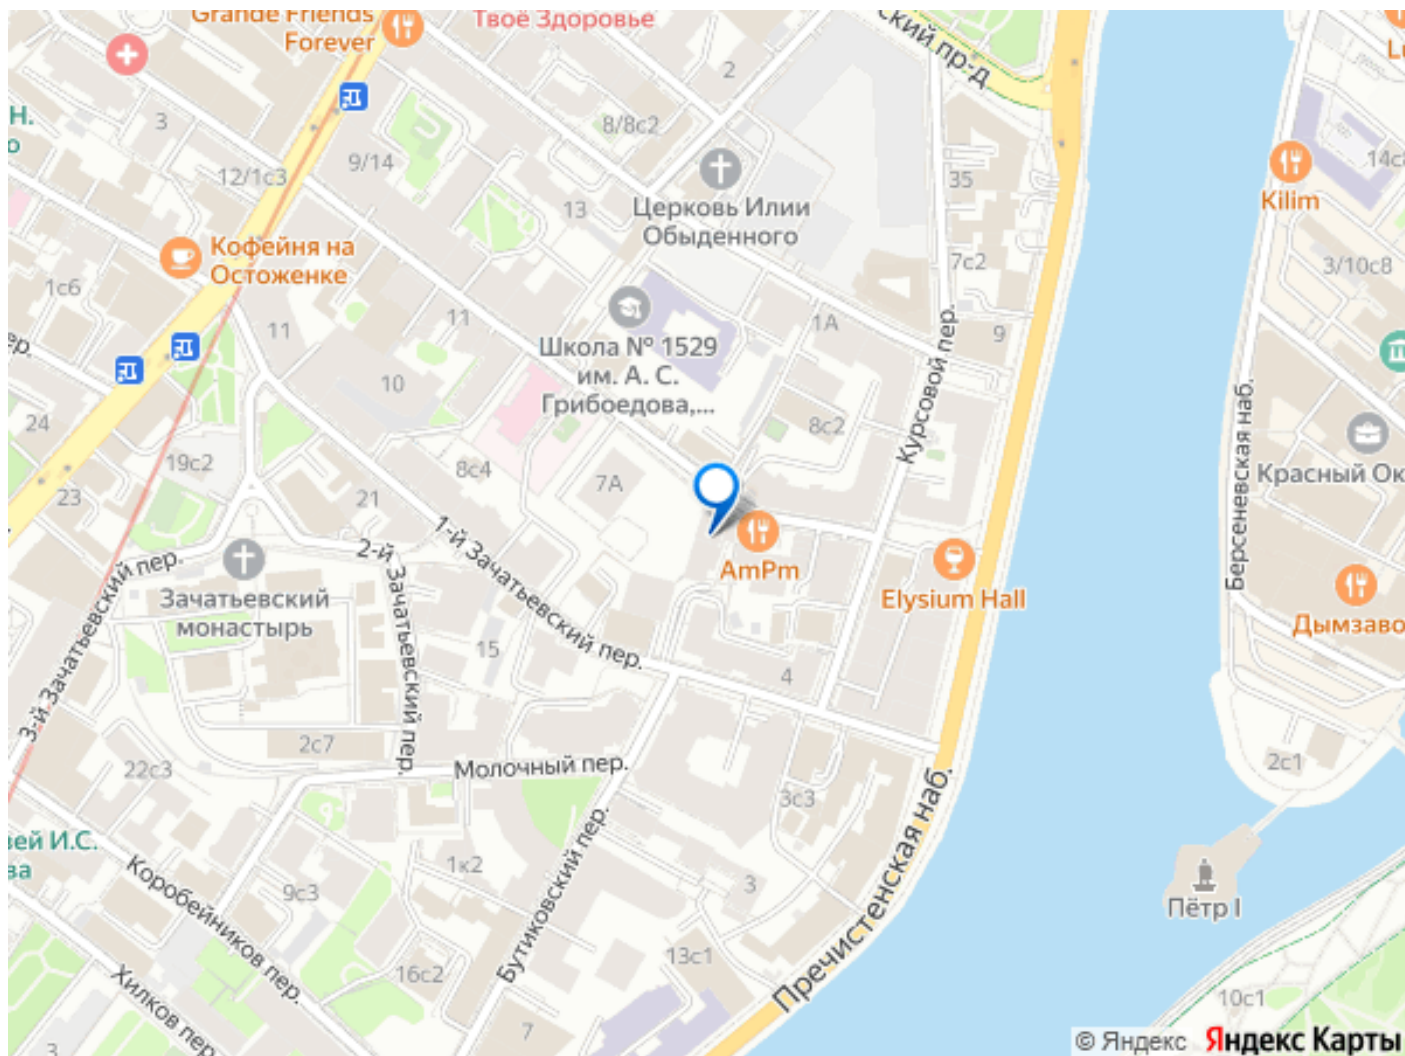 Grande Friends
Forever
Твоё Здоровье
ский пр-д
Н.
о
3
2
8/8с2
9/14
12/1с3
13
Церковь Илии
Обыденного
35
14с8
Kilim
Кофейня на
Остоженке
1с6
7с2
3/10с8
11
11
1А
9
пер.
Школа № 1529
им. А. С.
Грибоедова,...
10
Курсовой пер.
24
8с2
Берсеневская наб.
Красный Ок
19с2
8с4
7А
23
21
1-й Зачатьевский пер.
2-й Зачатьевский пер.
3-й Зачатьевский пер.
AmPm
Elysium Hall
Зачатьевский
монастырь
Дымзаво
15
4
2с7
22с3
Молочный пер.
2с1
3с3
Пречистенская наб.
зей И.С.
ва
Коробейников пер.
9с3
1к2
Бутиковский пер.
3
Пётр I
13с1
16с2
Хилков пер.
7
10с1
3
© Яндекс Яндекс Карты